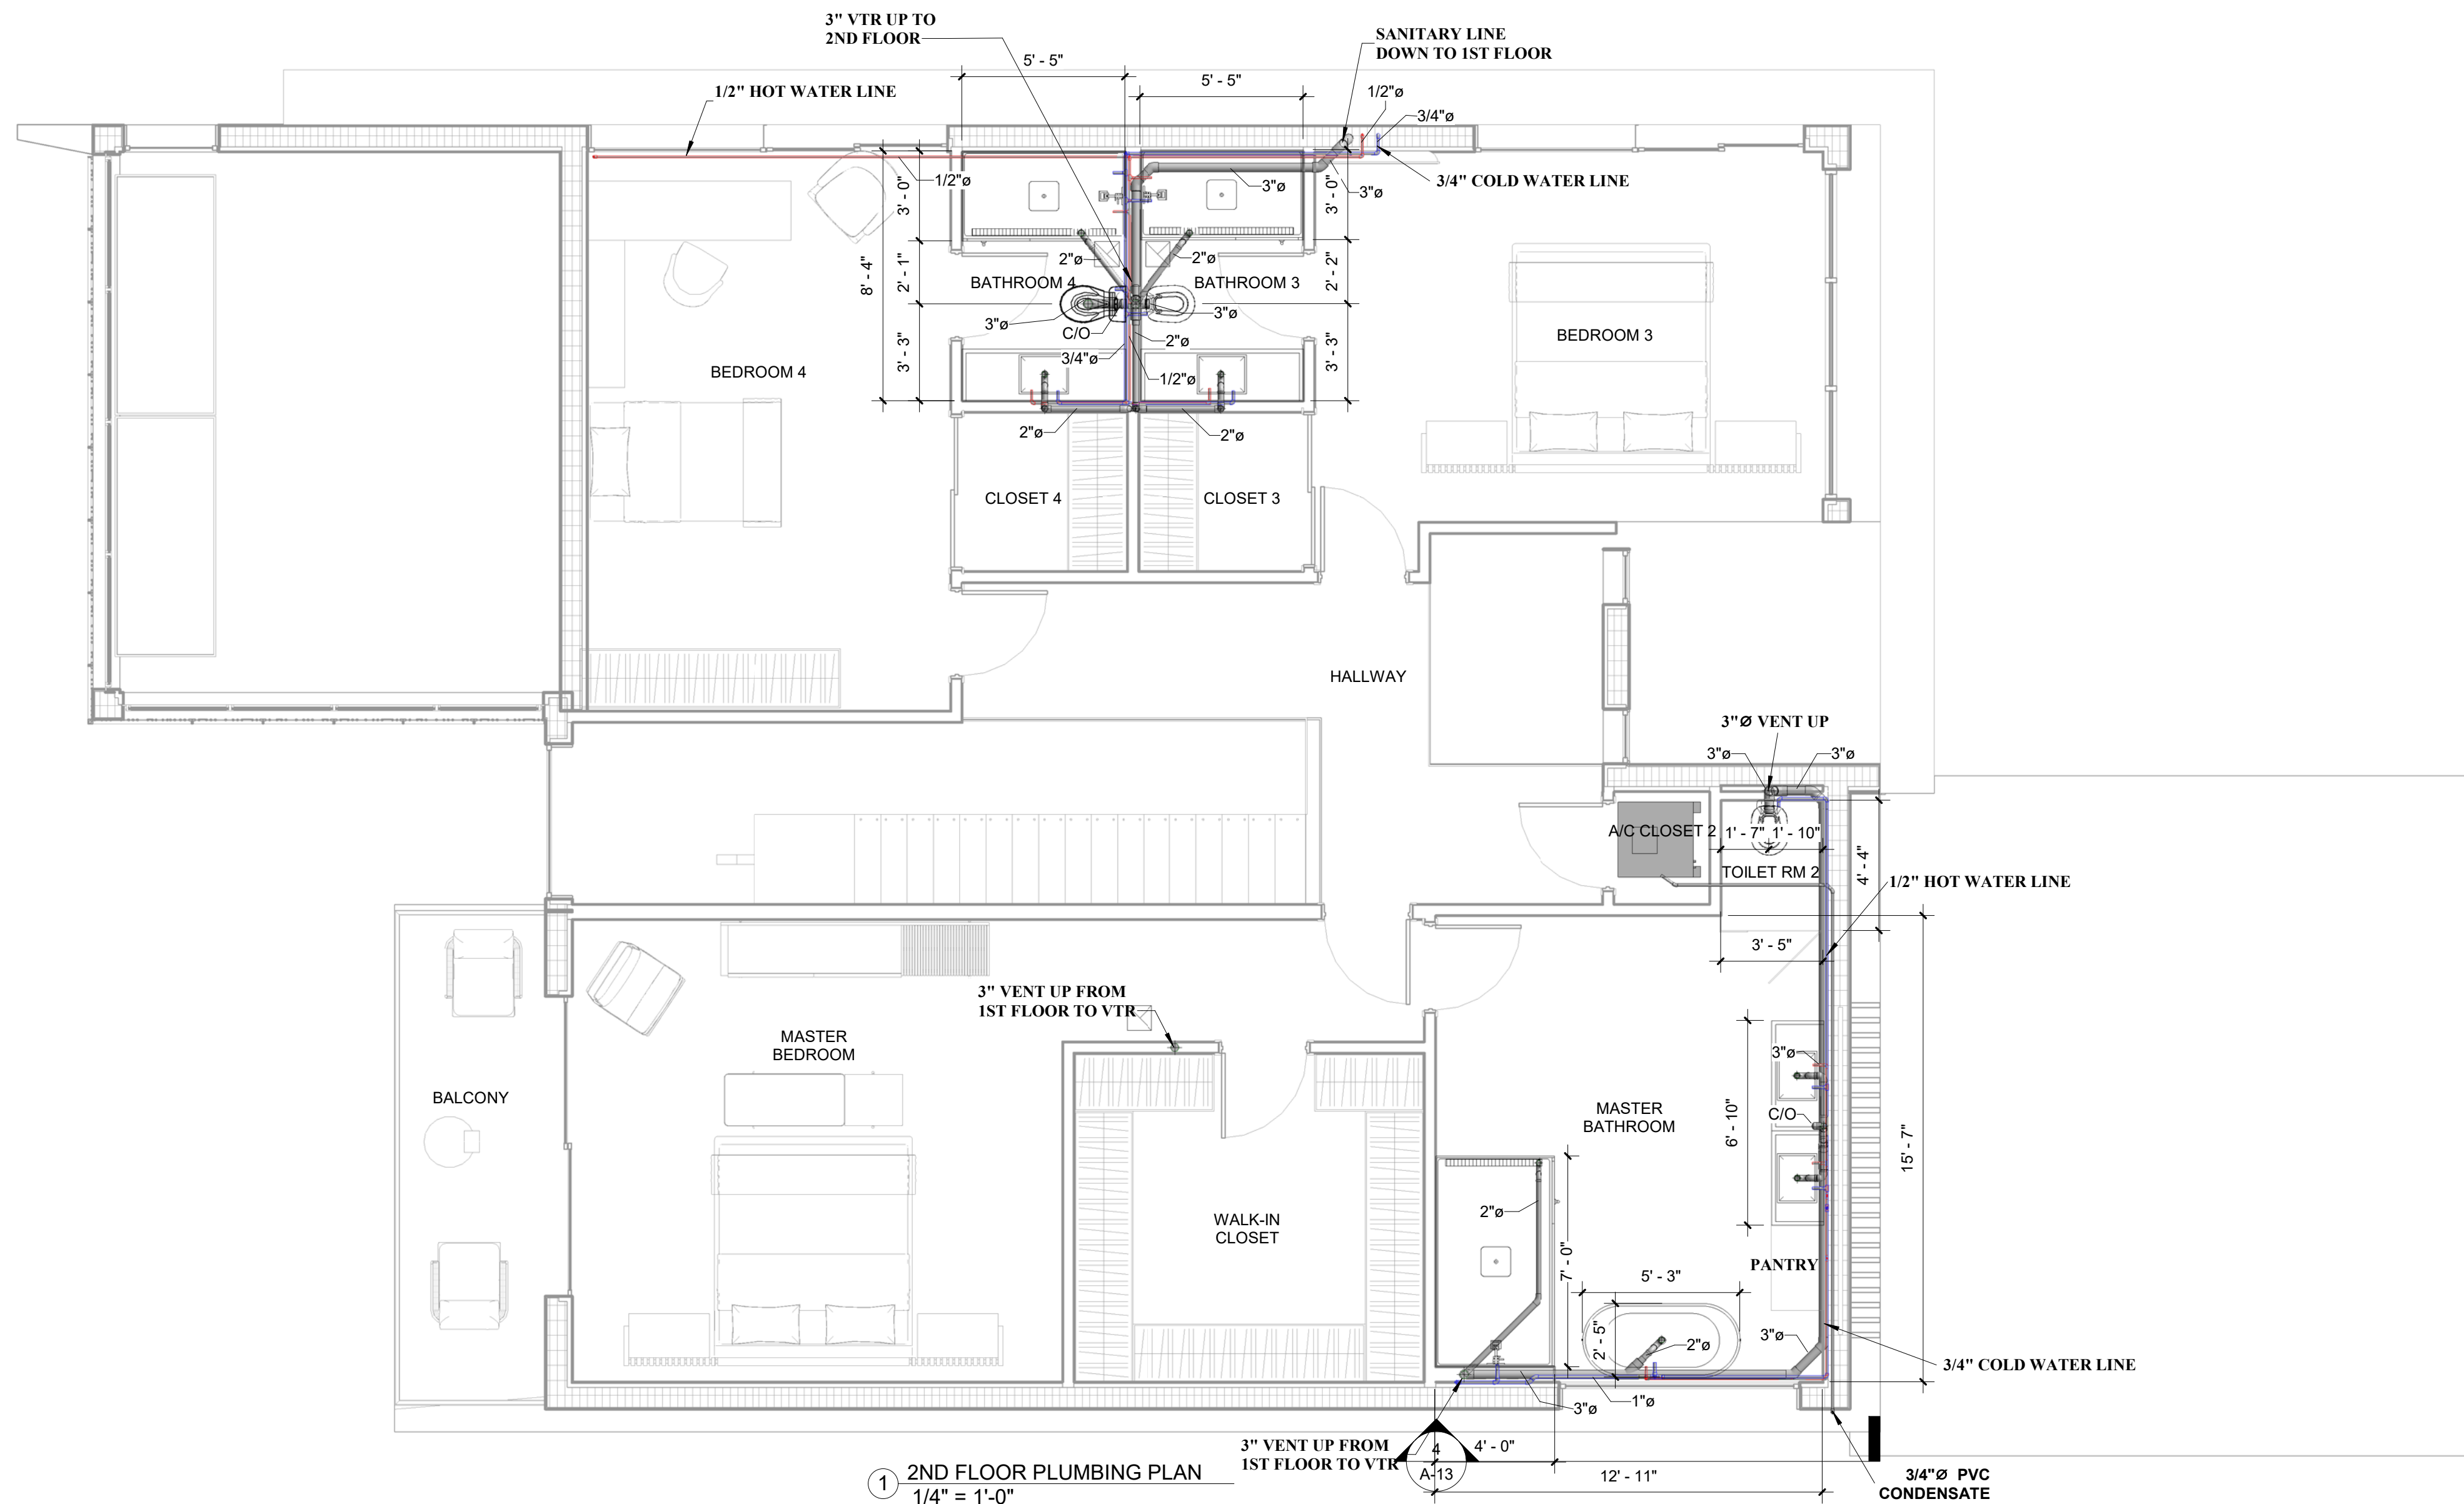 3" VTR UP TO
2ND FLOOR
SANITARY LINE
DOWN TO 1ST FLOOR
5' - 5"
5' - 5"
1/2" HOT WATER LINE
1/2"ø
3/4"ø
3/4" COLD WATER LINE
1/2"ø
3"ø
3"ø
3' - 0"
3' - 0"
8' - 4"
2' - 1"
2' - 2"
2"ø
2"ø
BATHROOM 4
BATHROOM 3
3"ø
3"ø
C/O
2"ø
3/4"ø
1/2"ø
3' - 3"
3' - 3"
BEDROOM 3
BEDROOM 4
2"ø
2"ø
CLOSET 4
CLOSET 3
HALLWAY
3"Ø VENT UP
3"ø
3"ø
A/C CLOSET 2
1' - 7"
1' - 10"
TOILET RM 2
4' - 4"
1/2" HOT WATER LINE
3' - 5"
3" VENT UP FROM
1ST FLOOR TO VTR
MASTER
BEDROOM
BALCONY
3"ø
C/O
MASTER
BATHROOM
6' - 10"
15' - 7"
2"ø
WALK-IN
CLOSET
7' - 0"
PANTRY
5' - 3"
2' - 5"
2"ø
3"ø
3/4" COLD WATER LINE
3"ø
1"ø
3" VENT UP FROM
1ST FLOOR TO VTR
4
A-13
4' - 0"
12' - 11"
3/4"Ø PVC
CONDENSATE
1
2ND FLOOR PLUMBING PLAN
1/4" = 1'-0"